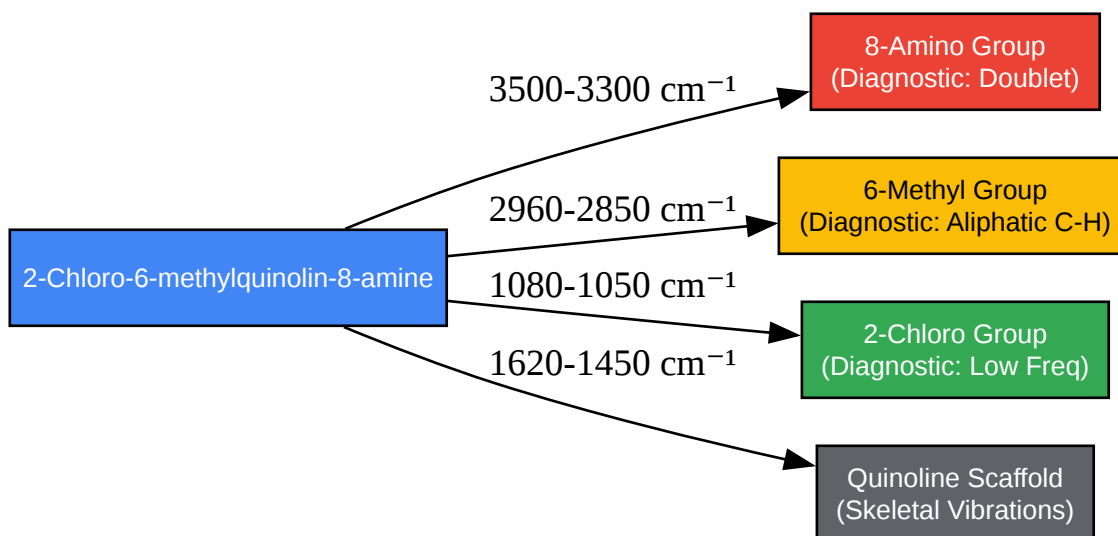 8-Amino Group
(Diagnostic: Doublet)
3500-3300 cm⁻¹
6-Methyl Group
(Diagnostic: Aliphatic C-H)
2960-2850 cm⁻¹
2-Chloro-6-methylquinolin-8-amine
1080-1050 cm⁻¹
2-Chloro Group
(Diagnostic: Low Freq)
1620-1450 cm⁻¹
Quinoline Scaffold
(Skeletal Vibrations)